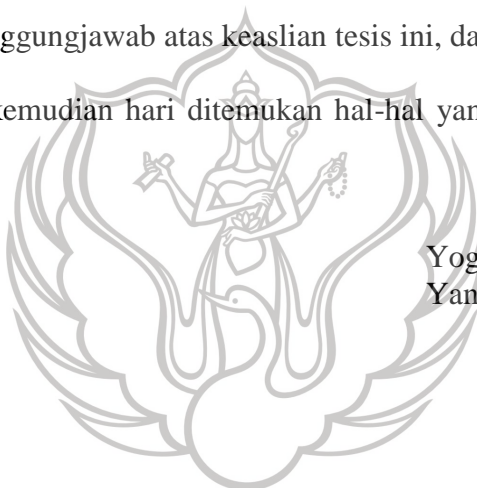 ggungjawab atas keaslian tesis ini, da
kemudian hari ditemukan hal-hal yan
Yog
Yan